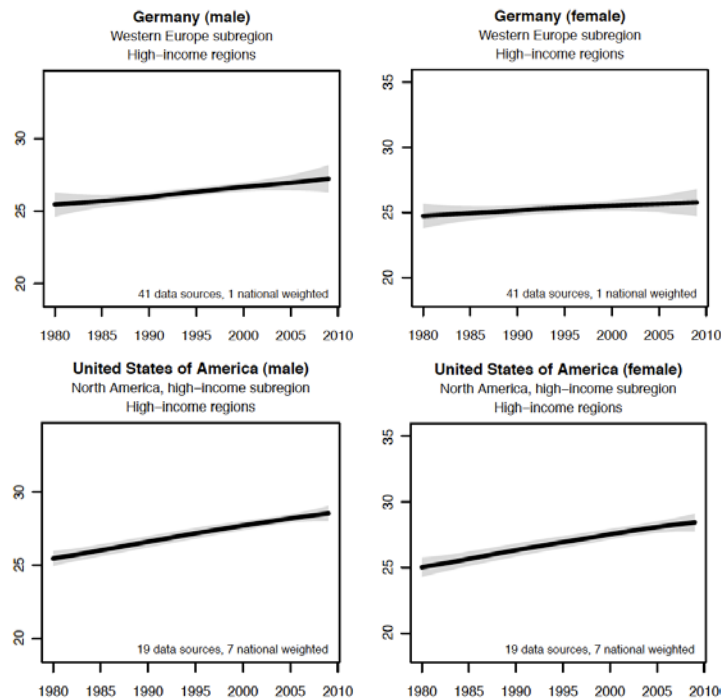 Germany (male)
Western Europe subregion
High–income regions
30
25
20
41 data sources, 1 national weighted
1980 1985 1990 1995 2000 2005 2010
Germany (female)
Western Europe subregion
High–income regions
35
30
25
20
41 data sources, 1 national weighted
1980 1985 1990 1995 2000 2005 2010
United States of America (male)
North America, high–income subregion
High–income regions
30
25
20
19 data sources, 7 national weighted
1980 1985 1990 1995 2000 2005 2010
United States of America (female)
North America, high–income subregion
High–income regions
35
30
25
20
19 data sources, 7 national weighted
1980 1985 1990 1995 2000 2005 2010